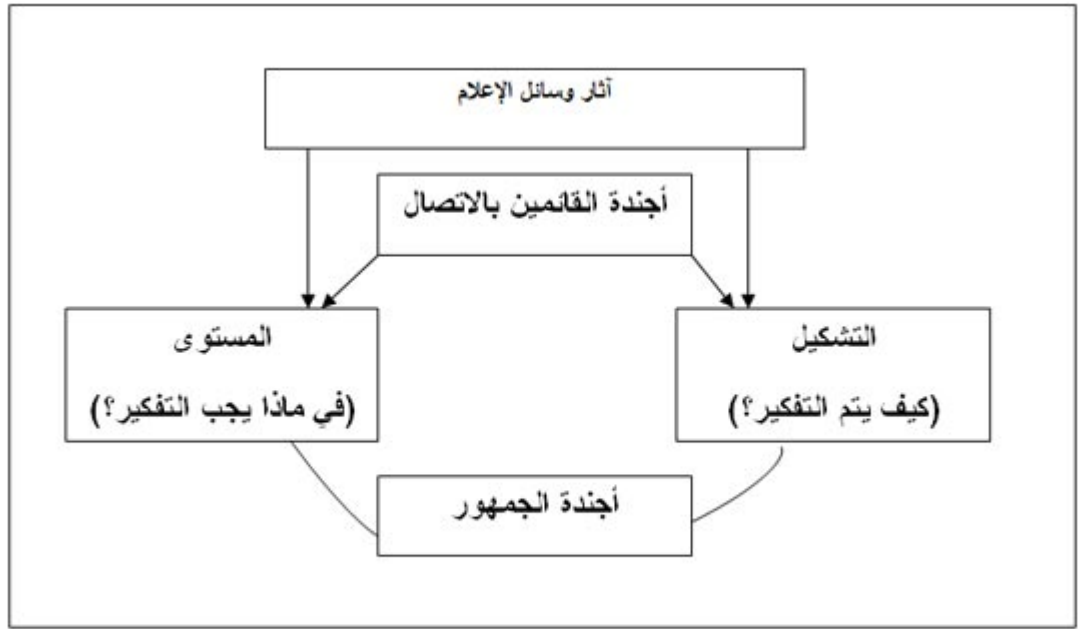 آثار وسائل الإعلام
أجندة القائمين بالاتصال
التشكيل
(كيف يتم التفكير؟)
المستوى
(في ماذا يجب التفكير؟)
أجندة الجمهور